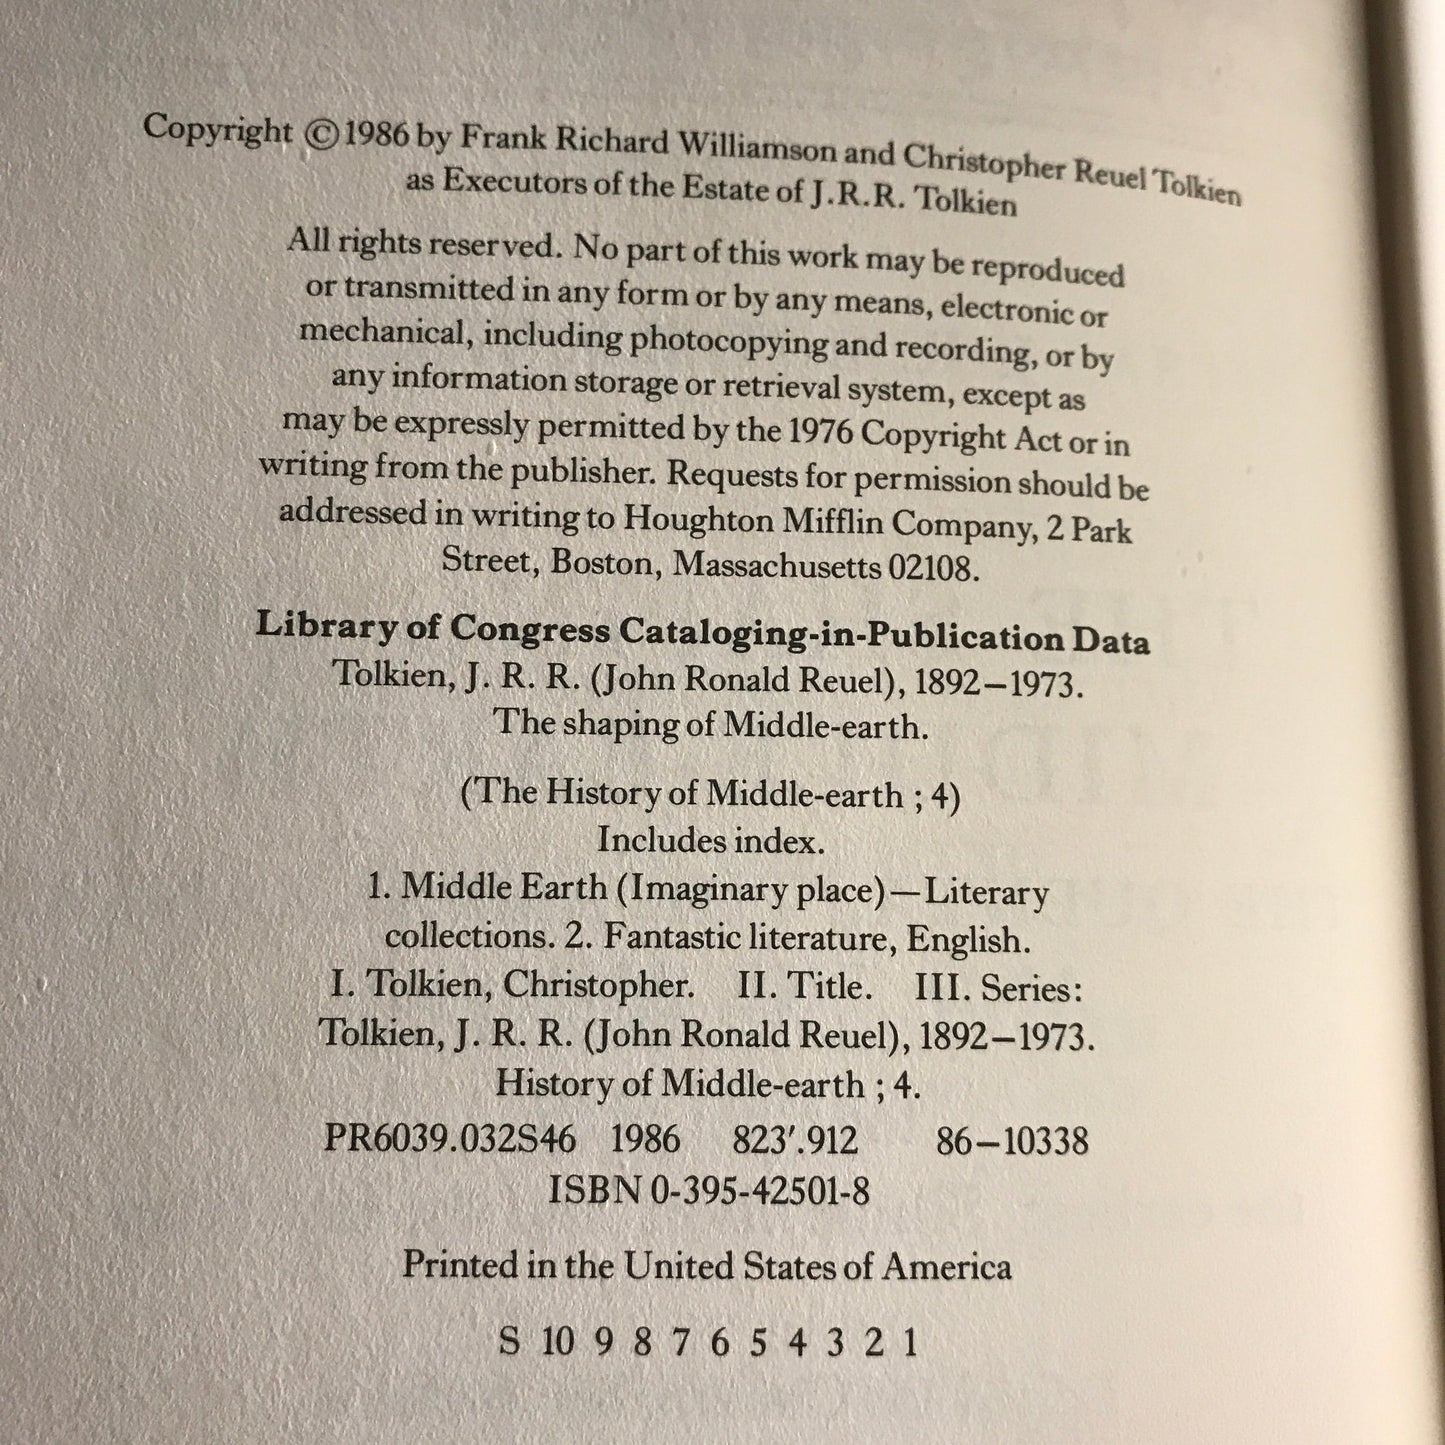 Copyright © 1986 by Frank Richard Williamson and Christopher Reuel Tolkien
as Executors of the Estate of J.R.R. Tolkien
All rights reserved. No part of this work may be reproduced
or transmitted in any form or by any means, electronic or
mechanical, including photocopying and recording, or by
any information storage or retrieval system, except as
may be expressly permitted by the 1976 Copyright Act or in
writing from the publisher. Requests for permission should be
addressed in writing to Houghton Mifflin Company, 2 Park
Street, Boston, Massachusetts 02108.
Library of Congress Cataloging-in-Publication Data
Tolkien, J. R. R. (John Ronald Reuel), 1892–1973.
The shaping of Middle-earth.
(The History of Middle-earth ; 4)
Includes index.
1. Middle Earth (Imaginary place)—Literary
collections. 2. Fantastic literature, English.
I. Tolkien, Christopher. II. Title. III. Series:
Tolkien, J. R. R. (John Ronald Reuel), 1892–1973.
History of Middle-earth ; 4.
PR6039.032S46 1986 823′.912 86–10338
ISBN 0-395-42501-8
Printed in the United States of America
S 10 9 8 7 6 5 4 3 2 1